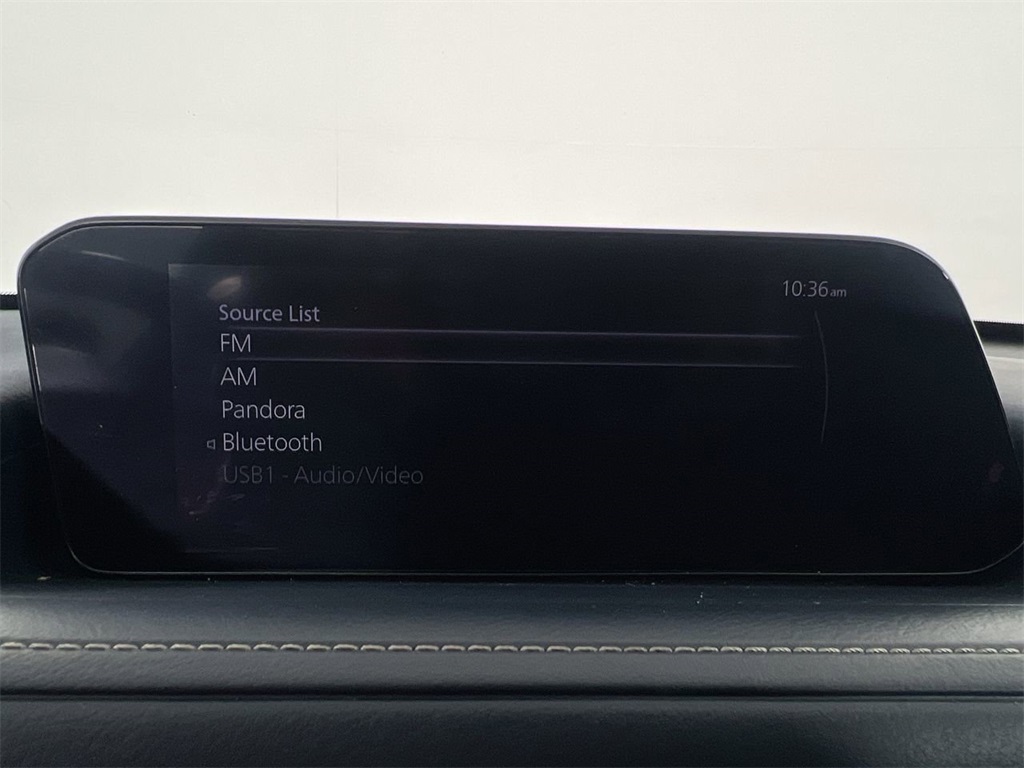 10:36am
Source List
FM
AM
Pandora
Bluetooth
USB1 - Audio/Video